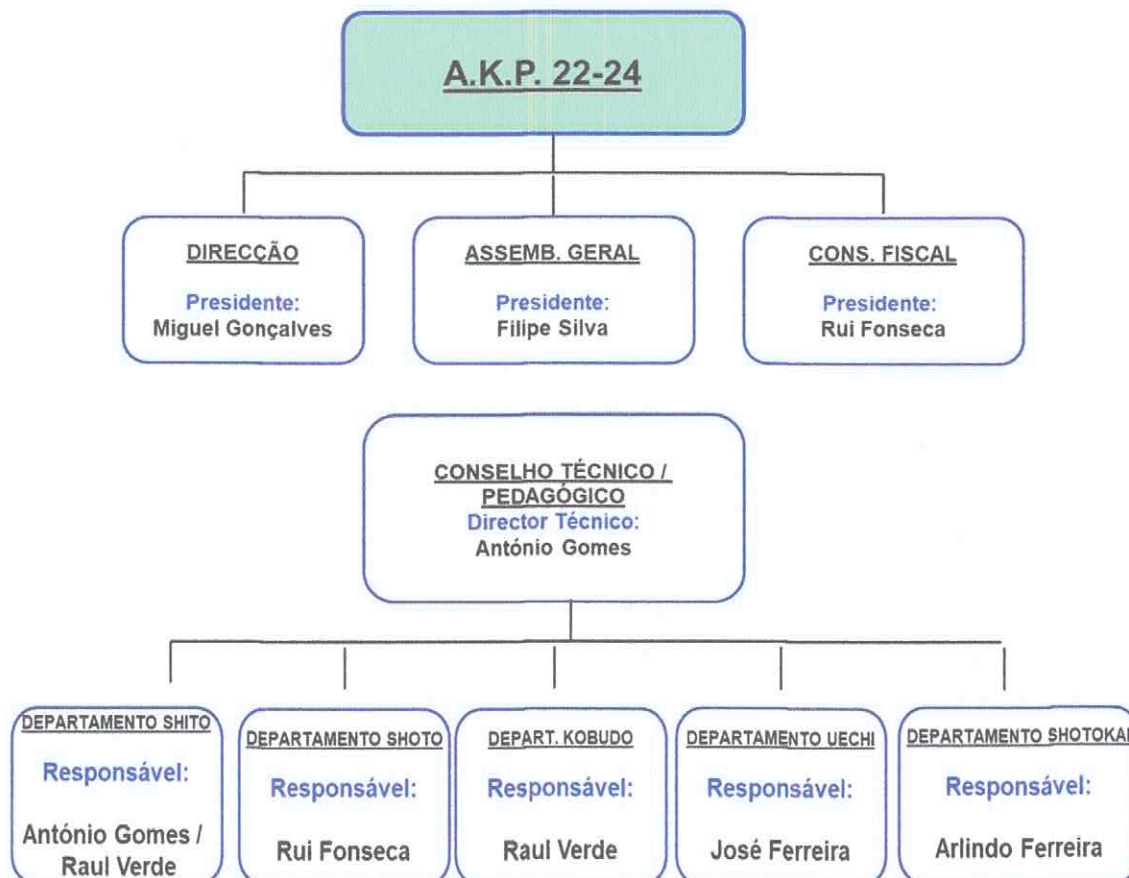 A.K.P. 22-24
DIRECÇÃO
Presidente:
Miguel Gonçalves
ASSEMB. GERAL
Presidente:
Filipe Silva
CONS. FISCAL
Presidente:
Rui Fonseca
CONSELHO TÉCNICO /
PEDAGÓGICO
Director Técnico:
António Gomes
DEPARTAMENTO SHITO
Responsável:
António Gomes /
Raul Verde
DEPARTAMENTO SHOTO
Responsável:
Rui Fonseca
DEPART. KOBUDO
Responsável:
Raul Verde
DEPARTAMENTO UECHI
Responsável:
José Ferreira
DEPARTAMENTO SHOTOKAI
Responsável:
Arlindo Ferreira